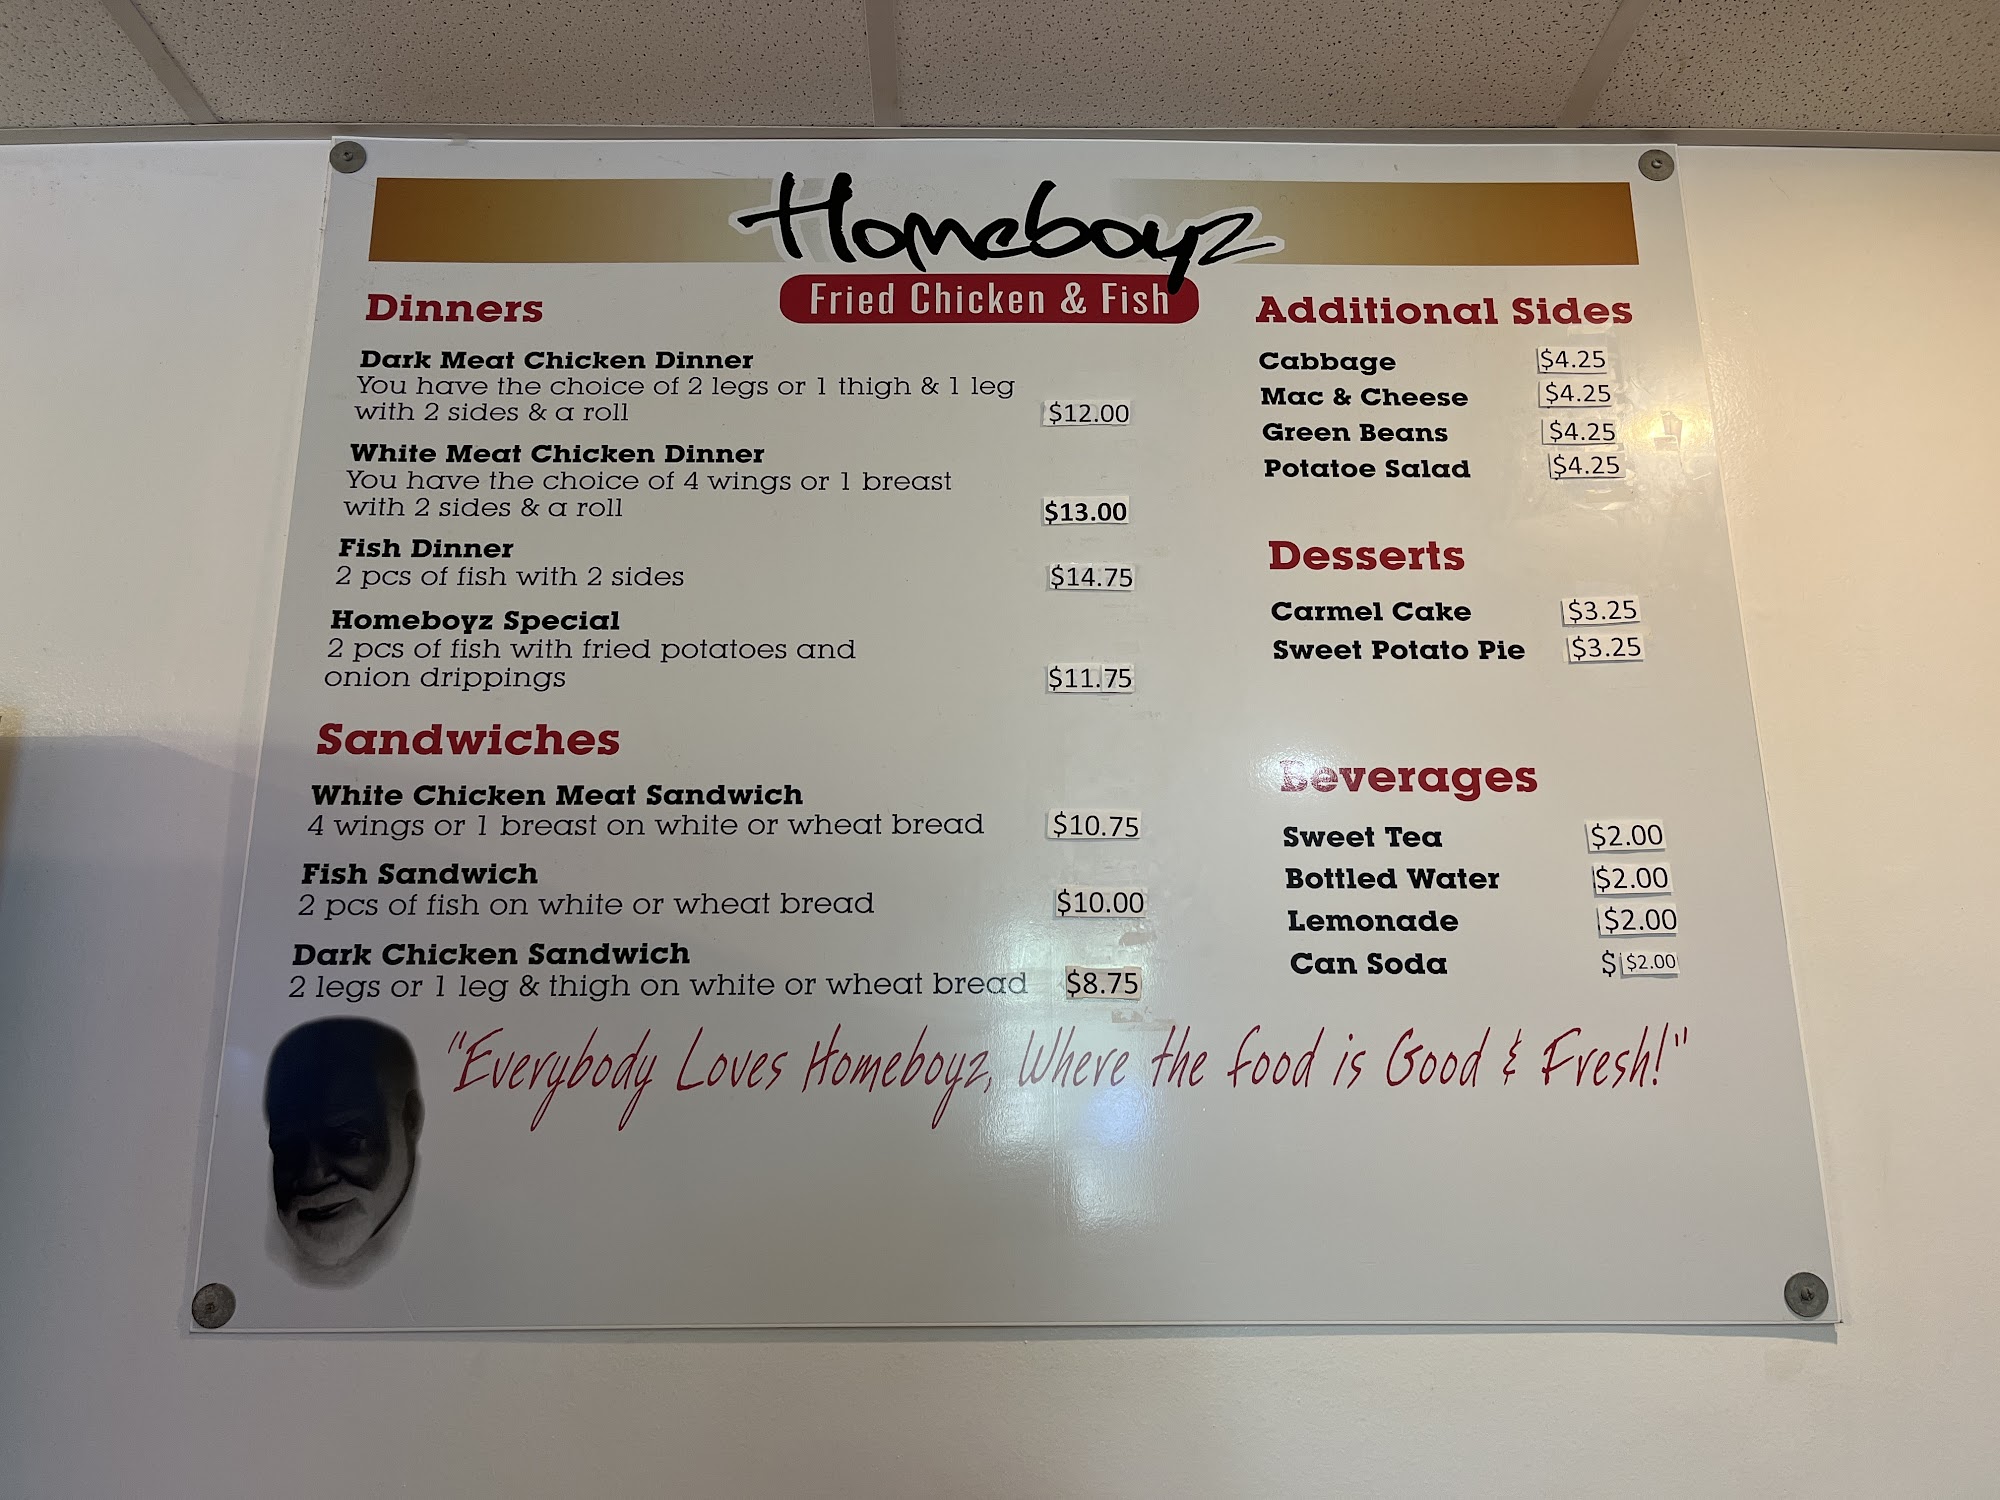 Homeboyz
Fried Chicken & Fish
Dinners
Dark Meat Chicken Dinner
You have the choice of 2 legs or 1 thigh & 1 leg
with 2 sides & a roll $12.00
White Meat Chicken Dinner
You have the choice of 4 wings or 1 breast
with 2 sides & a roll $13.00
Fish Dinner
2 pcs of fish with 2 sides $14.75
Homeboyz Special
2 pcs of fish with fried potatoes and
onion drippings $11.75
Sandwiches
White Chicken Meat Sandwich
4 wings or 1 breast on white or wheat bread $10.75
Fish Sandwich
2 pcs of fish on white or wheat bread $10.00
Dark Chicken Sandwich
2 legs or 1 leg & thigh on white or wheat bread $8.75
Additional Sides
Cabbage $4.25
Mac & Cheese $4.25
Green Beans $4.25
Potatoe Salad $4.25
Desserts
Carmel Cake $3.25
Sweet Potato Pie $3.25
Beverages
Sweet Tea $2.00
Bottled Water $2.00
Lemonade $2.00
Can Soda $ $2.00
"Everybody Loves Homeboyz, Where the food is Good & Fresh!"